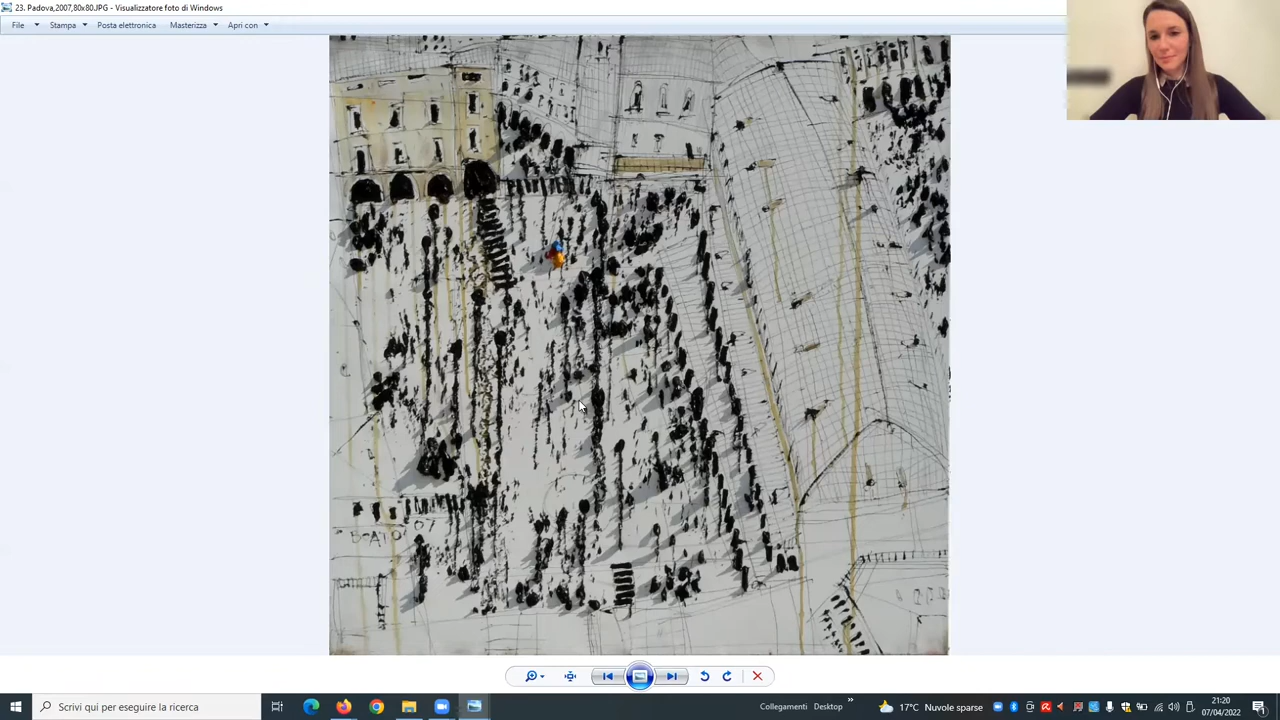 23. Padova,2007,80x80.JPG - Visualizzatore foto di Windows
File Stampa Posta elettronica Masterizza Apri con
07
Scrivi qui per eseguire la ricerca
Collegamenti Desktop »
17°C Nuvole sparse
21:20
07/04/2022